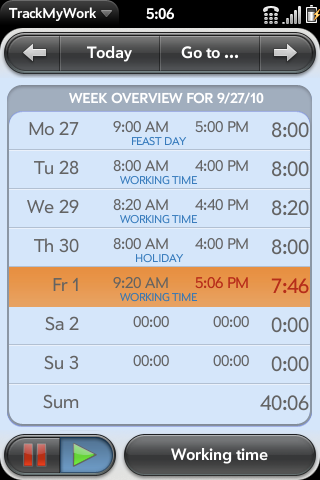 TrackMyWork 5:06
Today Go to ...
WEEK OVERVIEW FOR 9/27/10
Mo 27 9:00 AM 5:00 PM 8:00
FEAST DAY
Tu 28 8:00 AM 4:00 PM 8:00
WORKING TIME
We 29 8:20 AM 4:40 PM 8:20
WORKING TIME
Th 30 8:00 AM 4:00 PM 8:00
HOLIDAY
Fr 1 9:20 AM 5:06 PM 7:46
WORKING TIME
Sa 2 00:00 00:00 0:00
Su 3 00:00 00:00 0:00
Sum 40:06
Working time